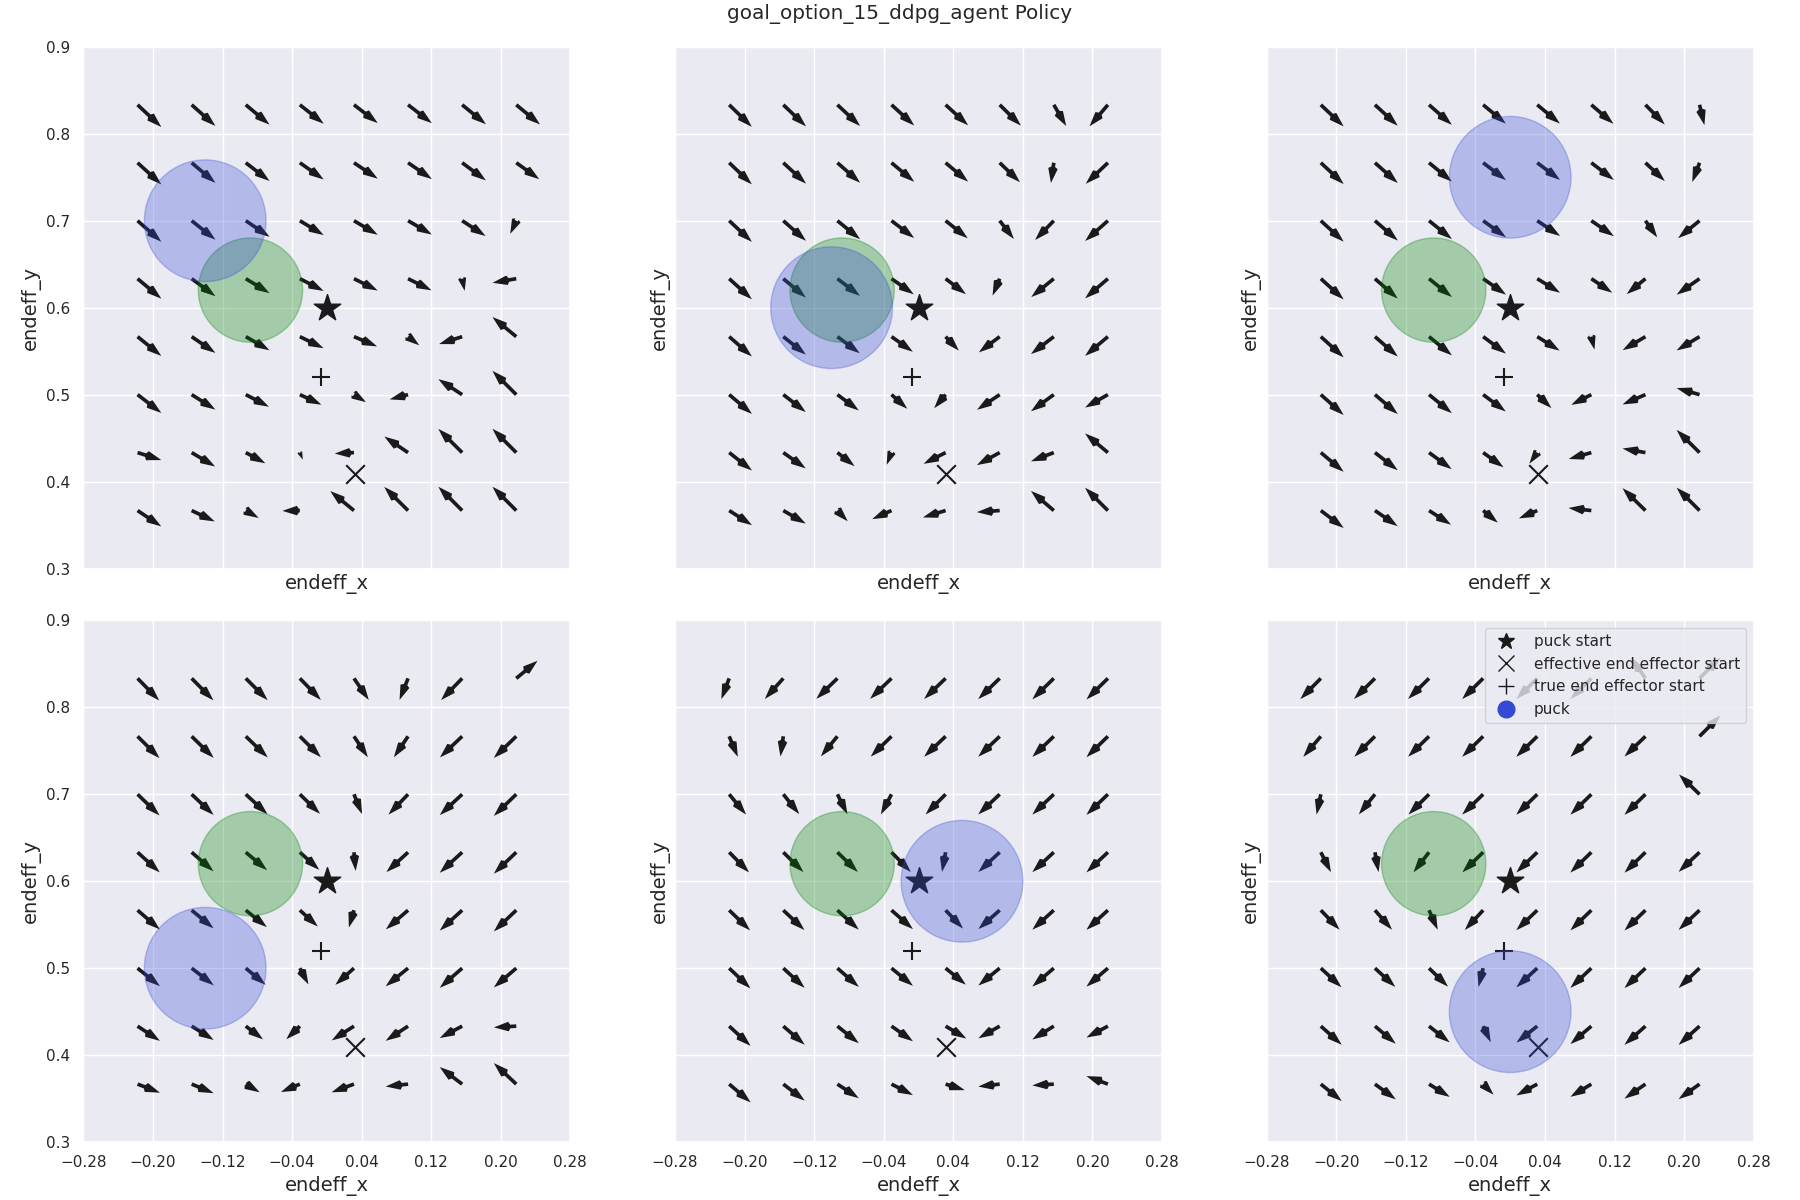 goal_option_15_ddpg_agent Policy
0.9
0.8
0.7
0.6
0.5
0.4
0.3
endeff_y
endeff_x
endeff_y
endeff_x
endeff_y
endeff_x
0.9
0.8
0.7
0.6
0.5
0.4
0.3
endeff_y
−0.28 −0.20 −0.12 −0.04 0.04 0.12 0.20 0.28
endeff_x
endeff_y
−0.28 −0.20 −0.12 −0.04 0.04 0.12 0.20 0.28
endeff_x
endeff_y
puck start
effective end effector start
true end effector start
puck
−0.28 −0.20 −0.12 −0.04 0.04 0.12 0.20 0.28
endeff_x